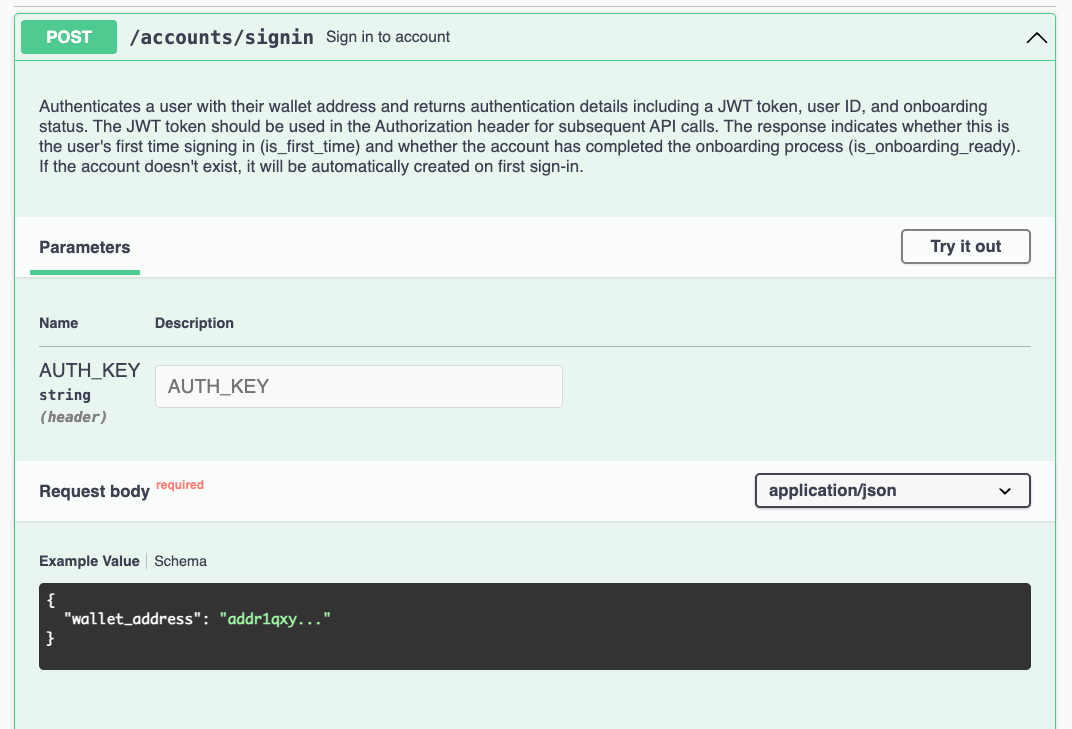 POST /accounts/signin Sign in to account
Authenticates a user with their wallet address and returns authentication details including a JWT token, user ID, and onboarding
status. The JWT token should be used in the Authorization header for subsequent API calls. The response indicates whether this is
the user's first time signing in (is_first_time) and whether the account has completed the onboarding process (is_onboarding_ready).
If the account doesn't exist, it will be automatically created on first sign-in.
Parameters Try it out
Name Description
AUTH_KEY AUTH_KEY
string
(header)
Request body required application/json
Example Value Schema
{
"wallet_address": "addr1qxy..."
}